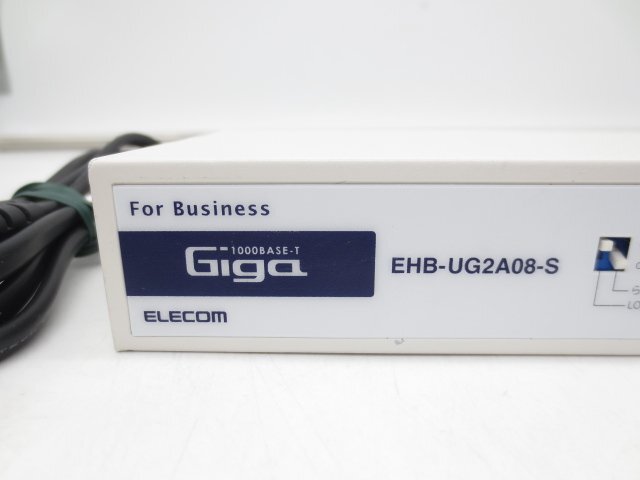 For Business
1000BASE-T
Giga
EHB-UG2A08-S
ELECOM